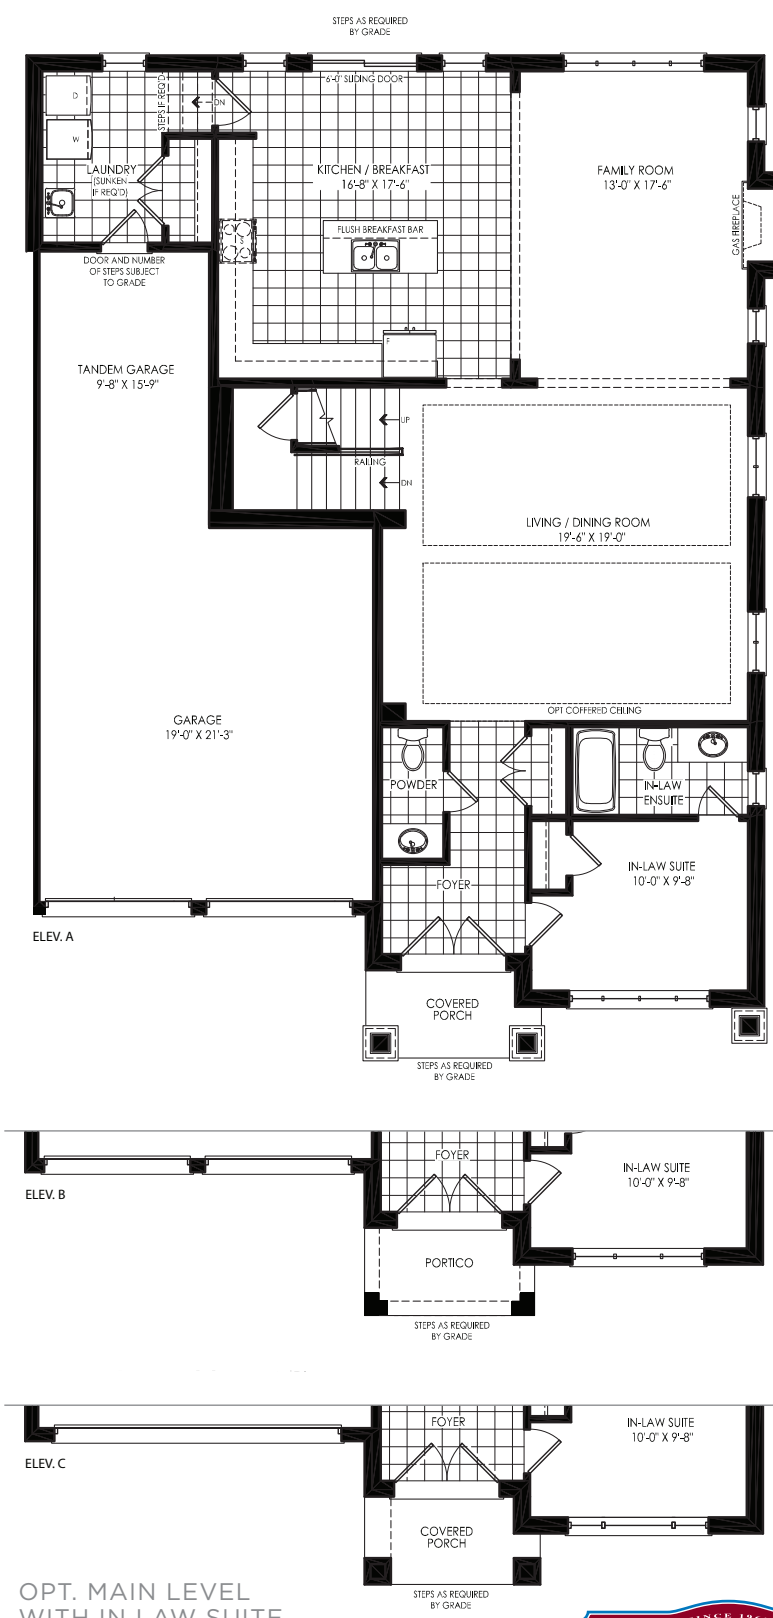 STEPS AS REQUIRED
BY GRADE
6'-0" SLIDING DOOR
D
W
STEPS IF REQ'D
DN
LAUNDRY
(SUNKEN
IF REQ'D)
KITCHEN / BREAKFAST
16'-8" X 17'-6"
FAMILY ROOM
13'-0" X 17'-6"
GAS FIREPLACE
FLUSH BREAKFAST BAR
S
DOOR AND NUMBER
OF STEPS SUBJECT
TO GRADE
F
TANDEM GARAGE
9'-8" X 15'-9"
UP
RAILING
DN
LIVING / DINING ROOM
19'-6" X 19'-0"
OPT COFFERED CEILING
GARAGE
19'-0" X 21'-3"
POWDER
IN-LAW
ENSUITE
IN-LAW SUITE
10'-0" X 9'-8"
FOYER
ELEV. A
COVERED
PORCH
STEPS AS REQUIRED
BY GRADE
FOYER
IN-LAW SUITE
10'-0" X 9'-8"
ELEV. B
PORTICO
STEPS AS REQUIRED
BY GRADE
FOYER
IN-LAW SUITE
10'-0" X 9'-8"
ELEV. C
COVERED
PORCH
STEPS AS REQUIRED
BY GRADE
OPT. MAIN LEVEL
WITH IN-LAW SUITE
SINCE